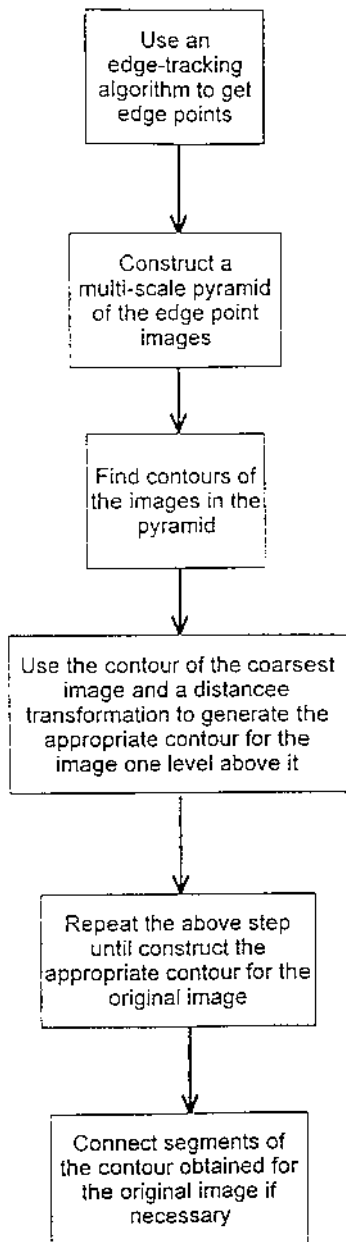 Use an
edge-tracking
algorithm to get
edge points
Construct a
multi-scale pyramid
of the edge point
images
Find contours of
the images in the
pyramid
Use the contour of the coarsest
image and a distancee
transformation to generate the
appropriate contour for the
image one level above it
Repeat the above step
until construct the
appropriate contour for the
original image
Connect segments of
the contour obtained for
the original image if
necessary